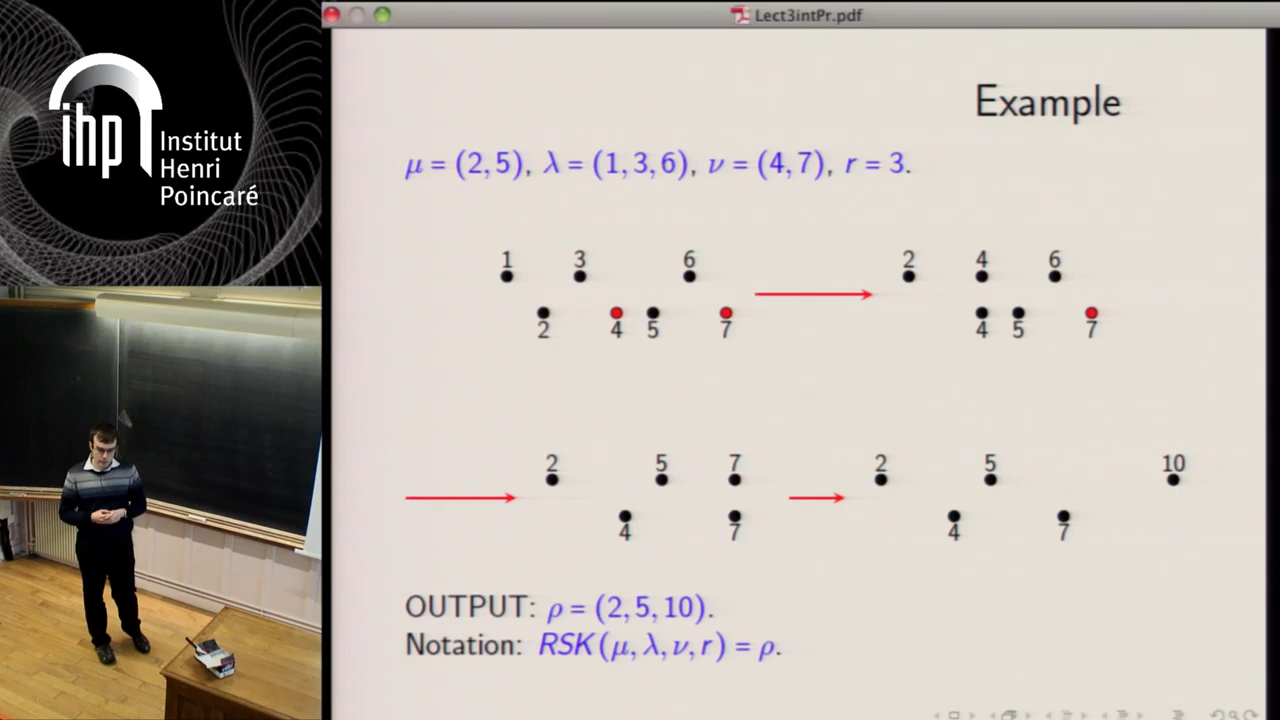 ihp Institut
Henri
Poincaré
Lect3intPr.pdf
Example
μ = (2, 5), λ = (1, 3, 6), ν = (4, 7), r = 3.
1 3 6 2 4 6
2 4 5 7 4 5 7
2 5 7 2 5 10
4 7 4 7
OUTPUT: ρ = (2, 5, 10).
Notation: RSK(μ, λ, ν, r) = ρ.